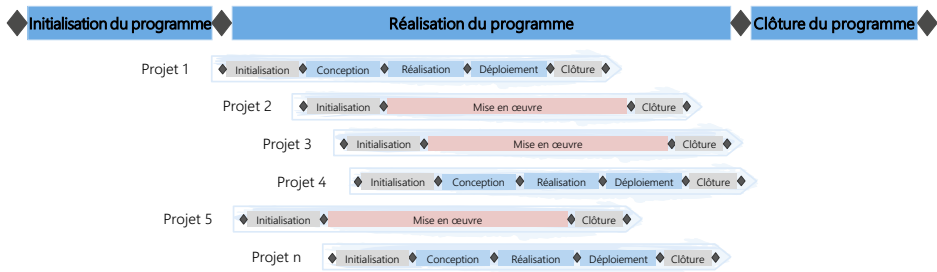 Initialisation du programme Réalisation du programme Clôture du programme
Projet 1 Initialisation Conception Réalisation Déploiement Clôture
Projet 2 Initialisation Mise en œuvre Clôture
Projet 3 Initialisation Mise en œuvre Clôture
Projet 4 Initialisation Conception Réalisation Déploiement Clôture
Projet 5 Initialisation Mise en œuvre Clôture
Projet n Initialisation Conception Réalisation Déploiement Clôture